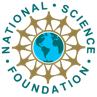 • NATIONAL • SCIENCE •
FOUNDATION